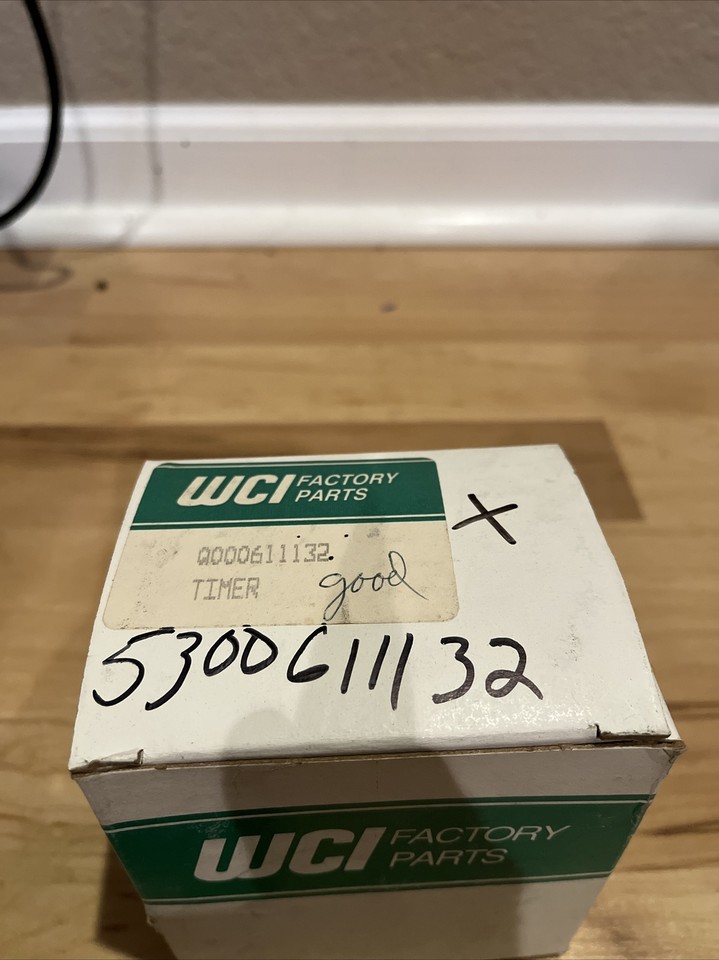 WCI FACTORY PARTS
X
Q000611132
TIMER good
5300611132
WCI FACTORY PARTS